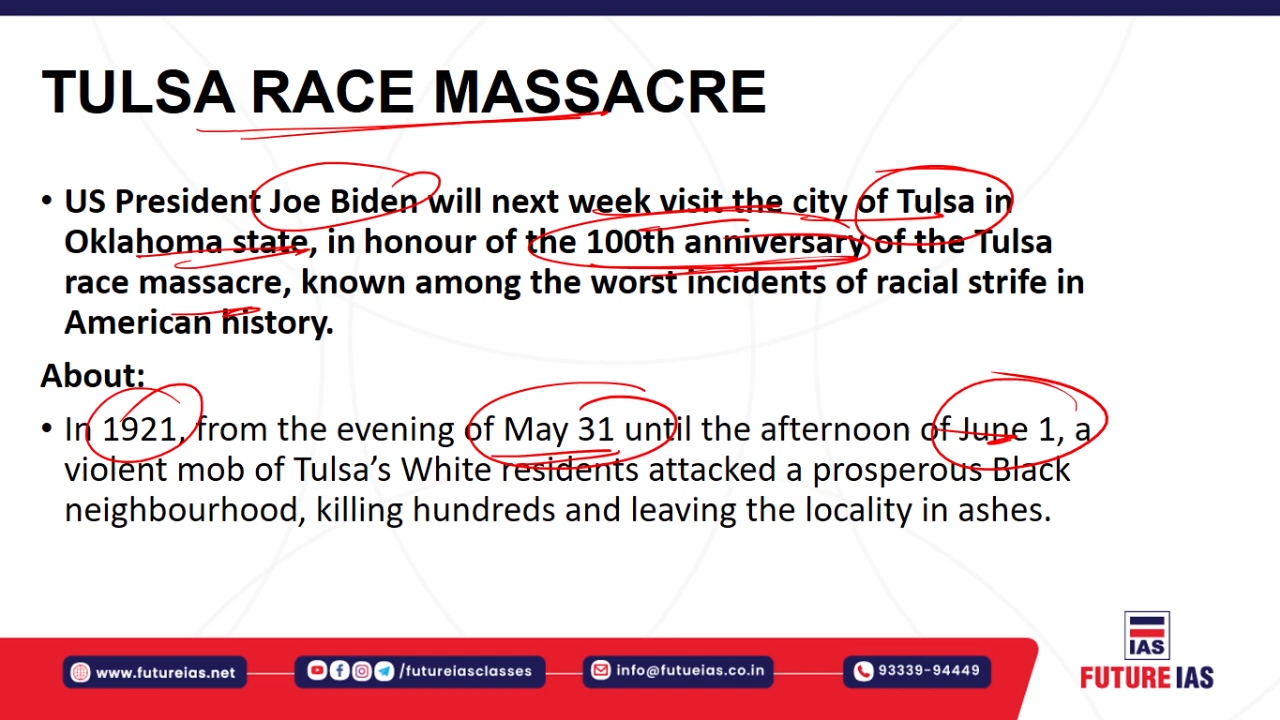 TULSA RACE MASSACRE
• US President Joe Biden will next week visit the city of Tulsa in
Oklahoma state, in honour of the 100th anniversary of the Tulsa
race massacre, known among the worst incidents of racial strife in
American history.
About:
• In 1921, from the evening of May 31 until the afternoon of June 1, a
violent mob of Tulsa’s White residents attacked a prosperous Black
neighbourhood, killing hundreds and leaving the locality in ashes.
IAS
FUTURE IAS
www.futureias.net
/futureiasclasses
info@futueias.co.in
93339-94449